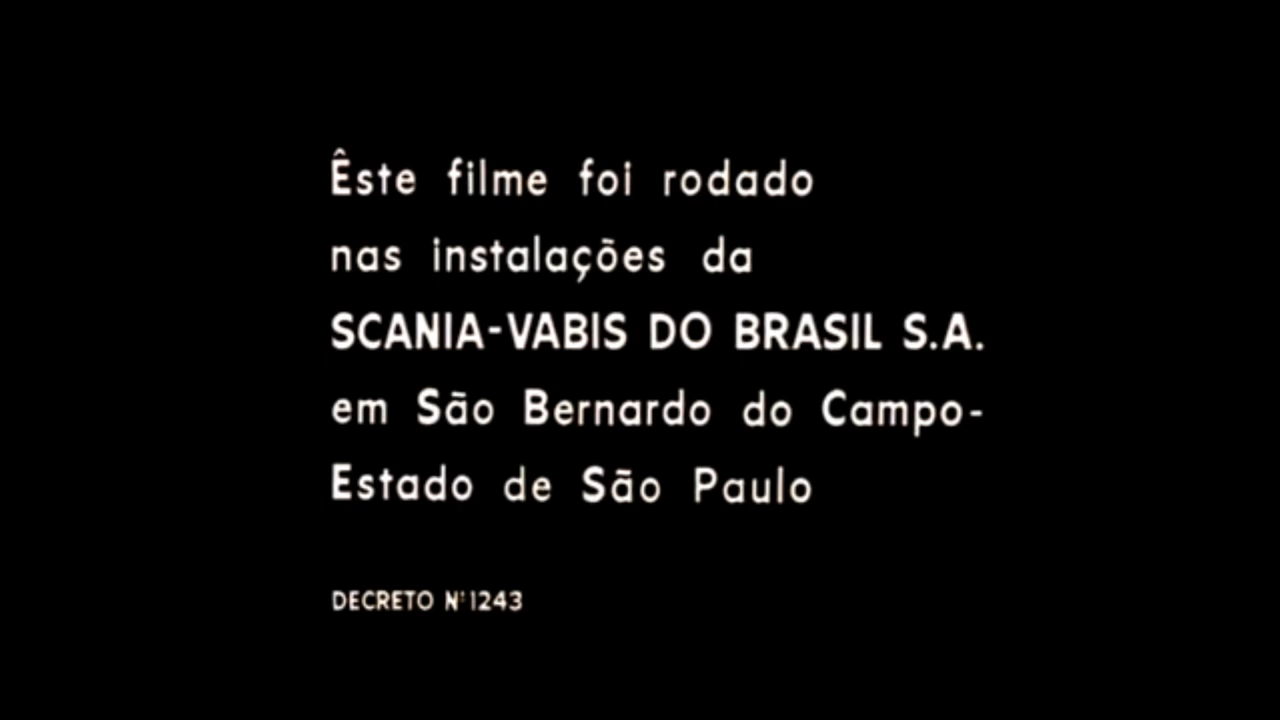 Êste filme foi rodado
nas instalações da
SCANIA-VABIS DO BRASIL S.A.
em São Bernardo do Campo-
Estado de São Paulo
DECRETO Nº 1243